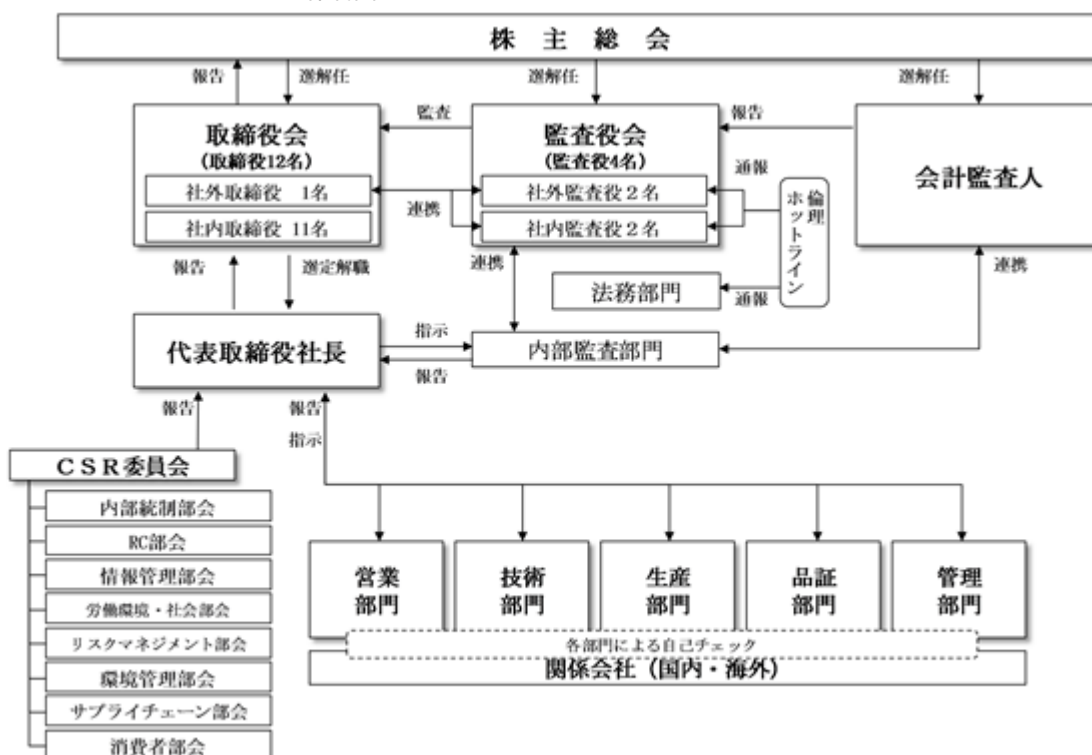 株主総会
報告
選解任
選解任
選解任
取締役会
(取締役12名)
社外取締役 1名
社内取締役 11名
監査
監査役会
(監査役4名)
社外監査役2名
社内監査役2名
報告
会計監査人
連携
通報
倫理
ホットライン
通報
法務部門
報告
選定解職
連携
連携
代表取締役社長
指示
報告
内部監査部門
報告
報告
指示
CSR委員会
内部統制部会
RC部会
情報管理部会
労働環境・社会部会
リスクマネジメント部会
環境管理部会
サプライチェーン部会
消費者部会
営業
部門
技術
部門
生産
部門
品証
部門
管理
部門
各部門による自己チェック
関係会社（国内・海外）